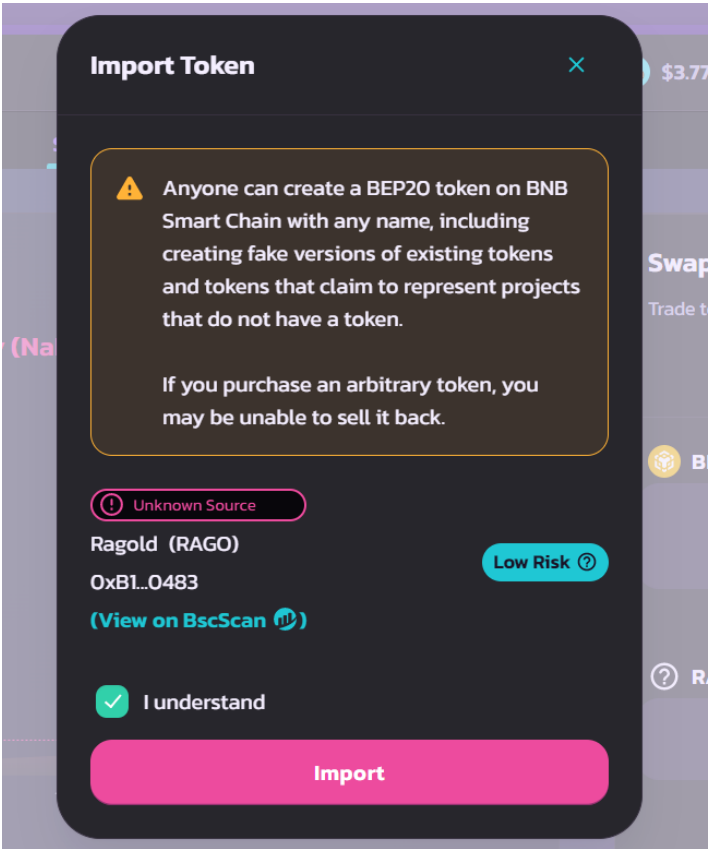 Import Token
$3.77
Anyone can create a BEP20 token on BNB
Smart Chain with any name, including
creating fake versions of existing tokens
and tokens that claim to represent projects
that do not have a token.
If you purchase an arbitrary token, you
may be unable to sell it back.
Swap
Trade
(Na
Unknown Source
Ragold (RAGO)
0xB1...0483
(View on BscScan)
Low Risk
I understand
Import